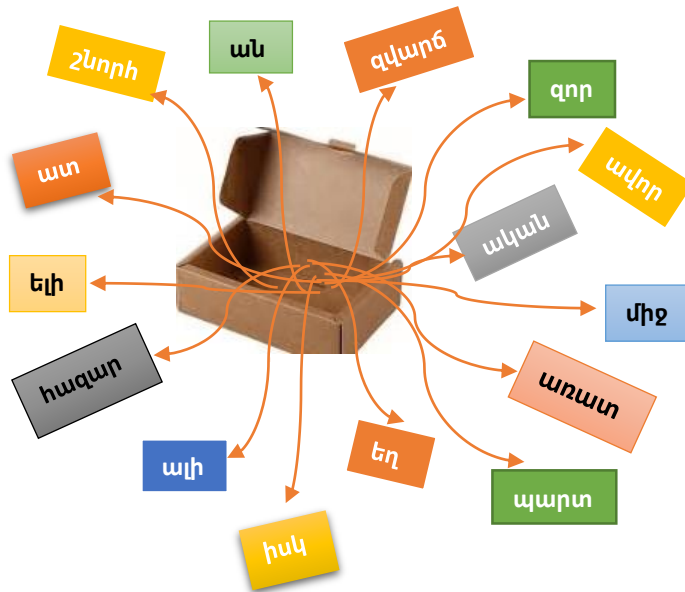 շնորհ
ան
զվարճ
զոր
ատ
ավոր
ական
ելի
միջ
հազար
առատ
ալի
եղ
պարտ
իսկ